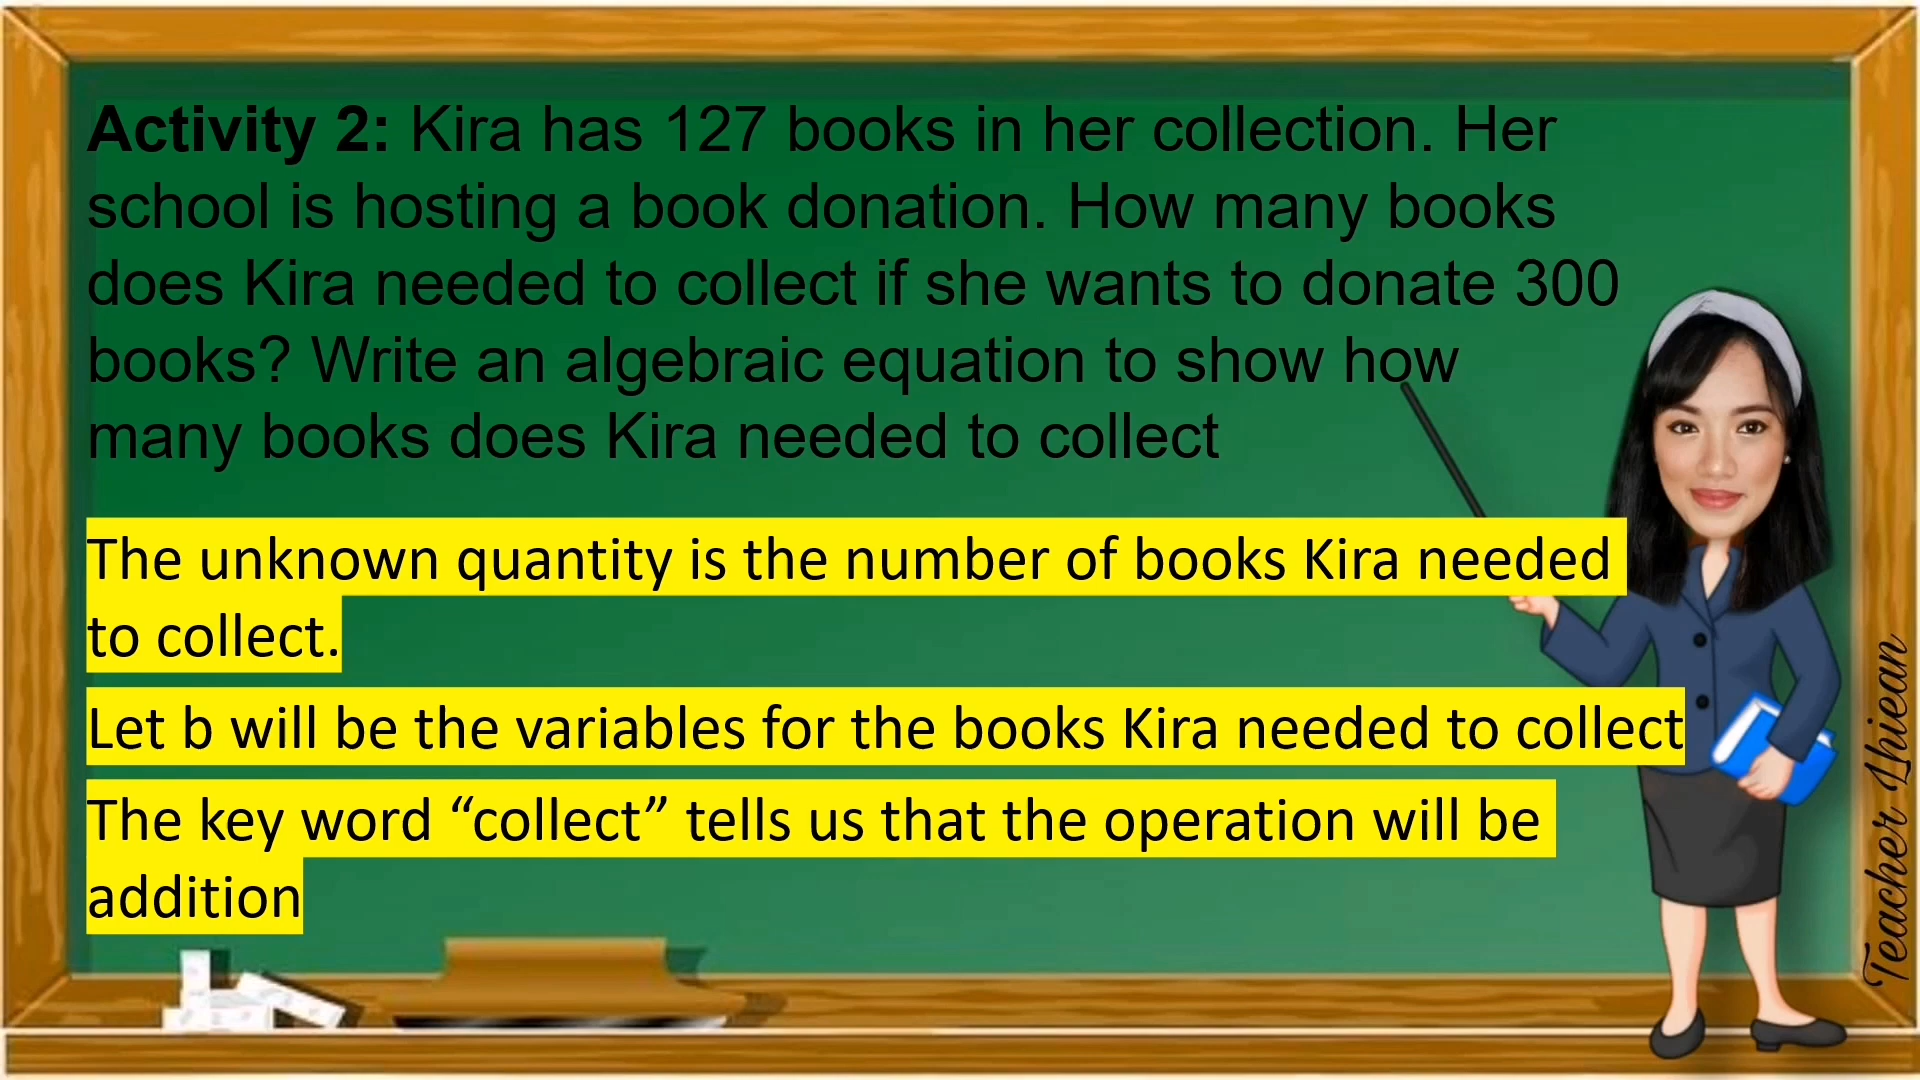 Activity 2: Kira has 127 books in her collection. Her
school is hosting a book donation. How many books
does Kira needed to collect if she wants to donate 300
books? Write an algebraic equation to show how
many books does Kira needed to collect
The unknown quantity is the number of books Kira needed
to collect.
Let b will be the variables for the books Kira needed to collect
The key word “collect” tells us that the operation will be
addition
Teacher Lhiean